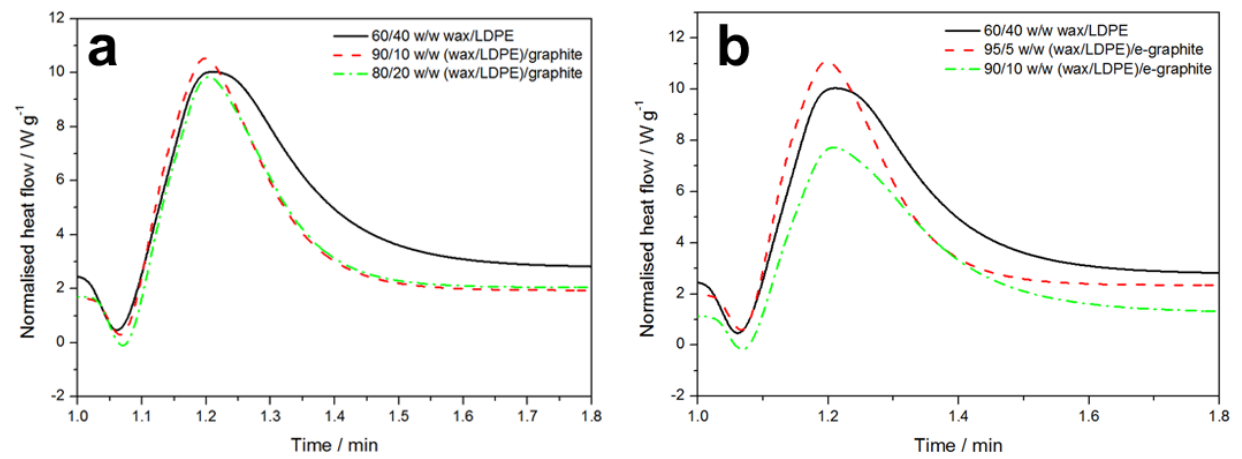 a
60/40 w/w wax/LDPE
90/10 w/w (wax/LDPE)/graphite
80/20 w/w (wax/LDPE)/graphite
Normalised heat flow / W g⁻¹
12
10
8
6
4
2
0
-2
1.0 1.1 1.2 1.3 1.4 1.5 1.6 1.7 1.8
Time / min
b
60/40 w/w wax/LDPE
95/5 w/w (wax/LDPE)/e-graphite
90/10 w/w (wax/LDPE)/e-graphite
Normalised heat flow / W g⁻¹
12
10
8
6
4
2
0
-2
1.0 1.2 1.4 1.6 1.8
Time / min